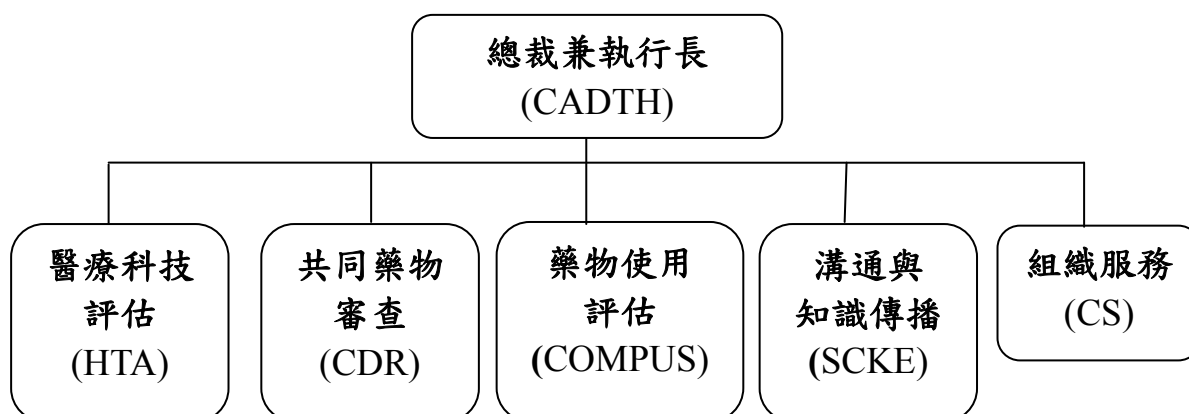 總裁兼執行長
(CADTH)
醫療科技
評估
(HTA)
共同藥物
審查
(CDR)
藥物使用
評估
(COMPUS)
溝通與
知識傳播
(SCKE)
組織服務
(CS)